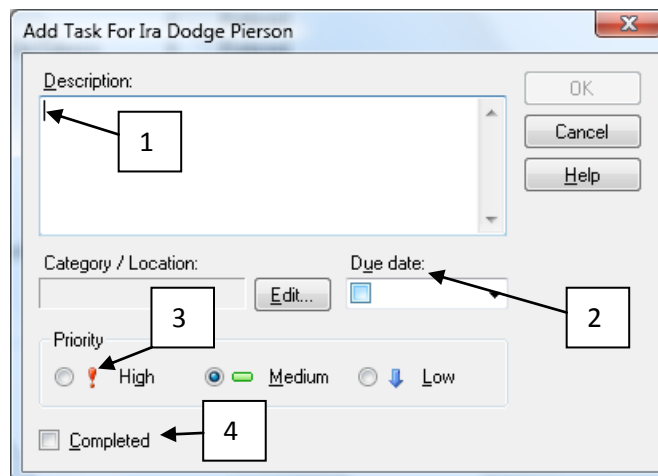 Add Task For Ira Dodge Pierson
X
Description:
OK
1
Cancel
Help
Category / Location:
Due date:
Edit...
3
2
Priority
High
Medium
Low
Completed
4